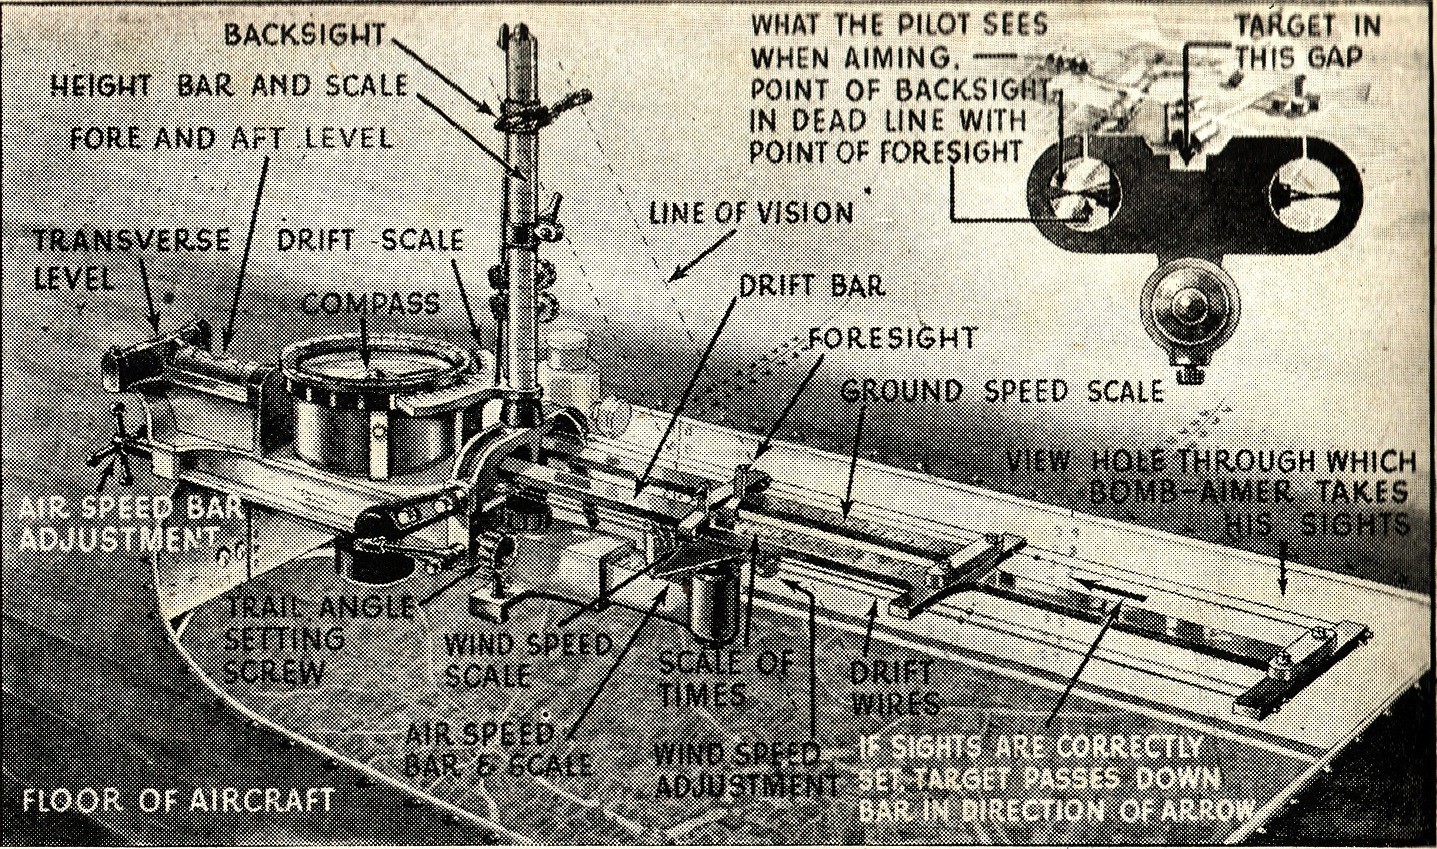 BACKSIGHT
HEIGHT BAR AND SCALE
FORE AND AFT LEVEL
TRANSVERSE
LEVEL
DRIFT SCALE
COMPASS
WHAT THE PILOT SEES
WHEN AIMING.
POINT OF BACKSIGHT
IN DEAD LINE WITH
POINT OF FORESIGHT
TARGET IN
THIS GAP
LINE OF VISION
DRIFT BAR
FORESIGHT
GROUND SPEED SCALE
VIEW HOLE THROUGH WHICH
BOMB-AIMER TAKES
HIS SIGHTS
AIR SPEED BAR
ADJUSTMENT
TRAIL ANGLE
SETTING
SCREW
WIND SPEED
SCALE
SCALE OF
TIMES
DRIFT
WIRES
AIR SPEED
BAR & SCALE
WIND SPEED
ADJUSTMENT
IF SIGHTS ARE CORRECTLY
SET TARGET PASSES DOWN
BAR IN DIRECTION OF ARROW
FLOOR OF AIRCRAFT